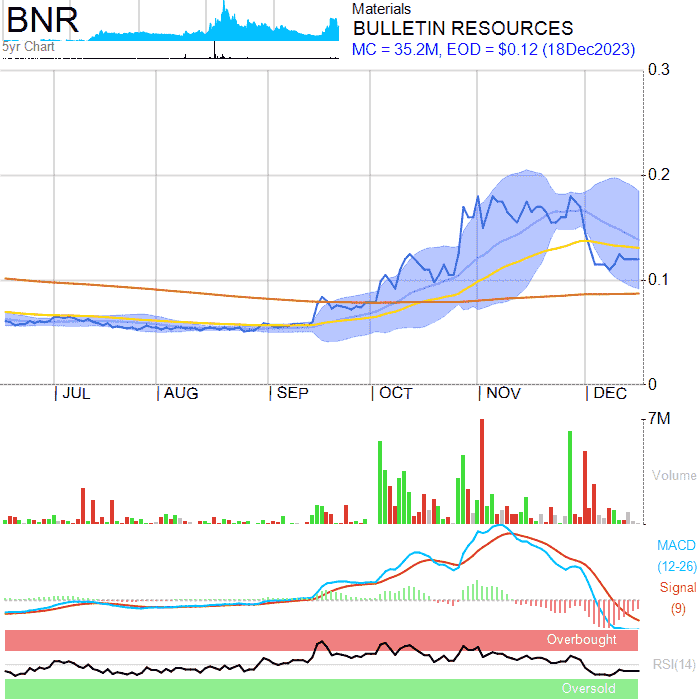 BNR
5yr Chart
Materials
BULLETIN RESOURCES
MC = 35.2M, EOD = $0.12 (18Dec2023)
0.3
0.2
0.1
0
JUL AUG SEP OCT NOV DEC
7M
Volume
MACD
(12-26)
Signal
(9)
Overbought
RSI(14)
Oversold